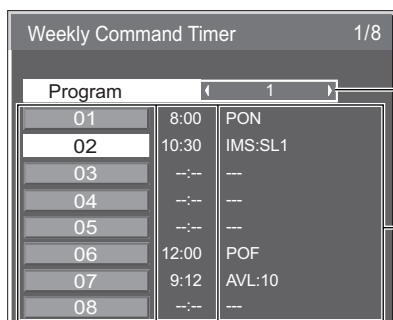 Weekly Command Timer 1/8
Program 1
01 8:00 PON
02 10:30 IMS:SL1
03 --:-- ---
04 --:-- ---
05 --:-- ---
06 12:00 POF
07 9:12 AVL:10
08 --:-- ---